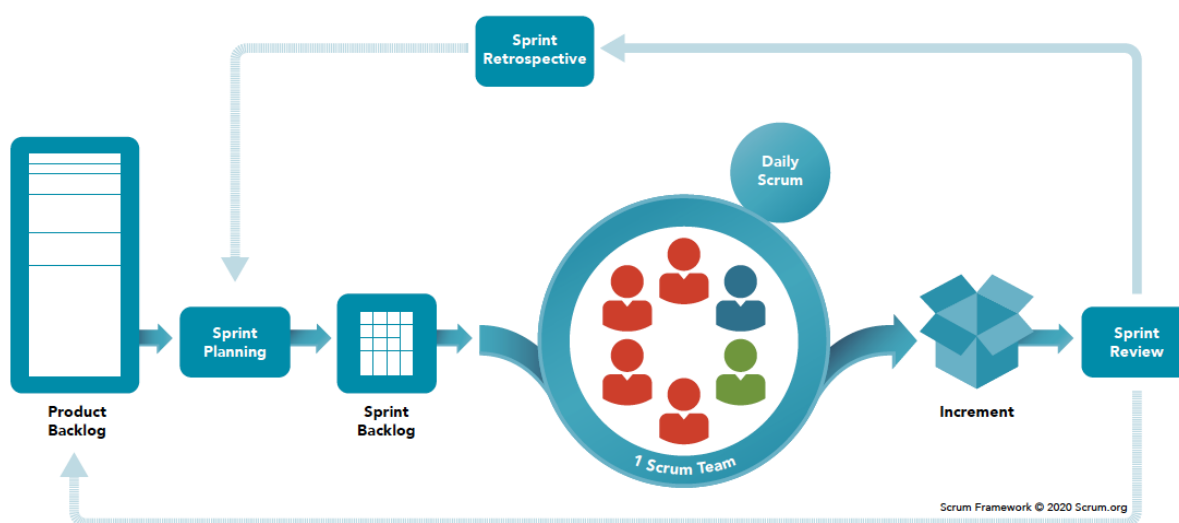 Sprint
Retrospective
Daily
Scrum
Sprint
Planning
Sprint
Review
Product
Backlog
Sprint
Backlog
Increment
1 Scrum Team
Scrum Framework © 2020 Scrum.org